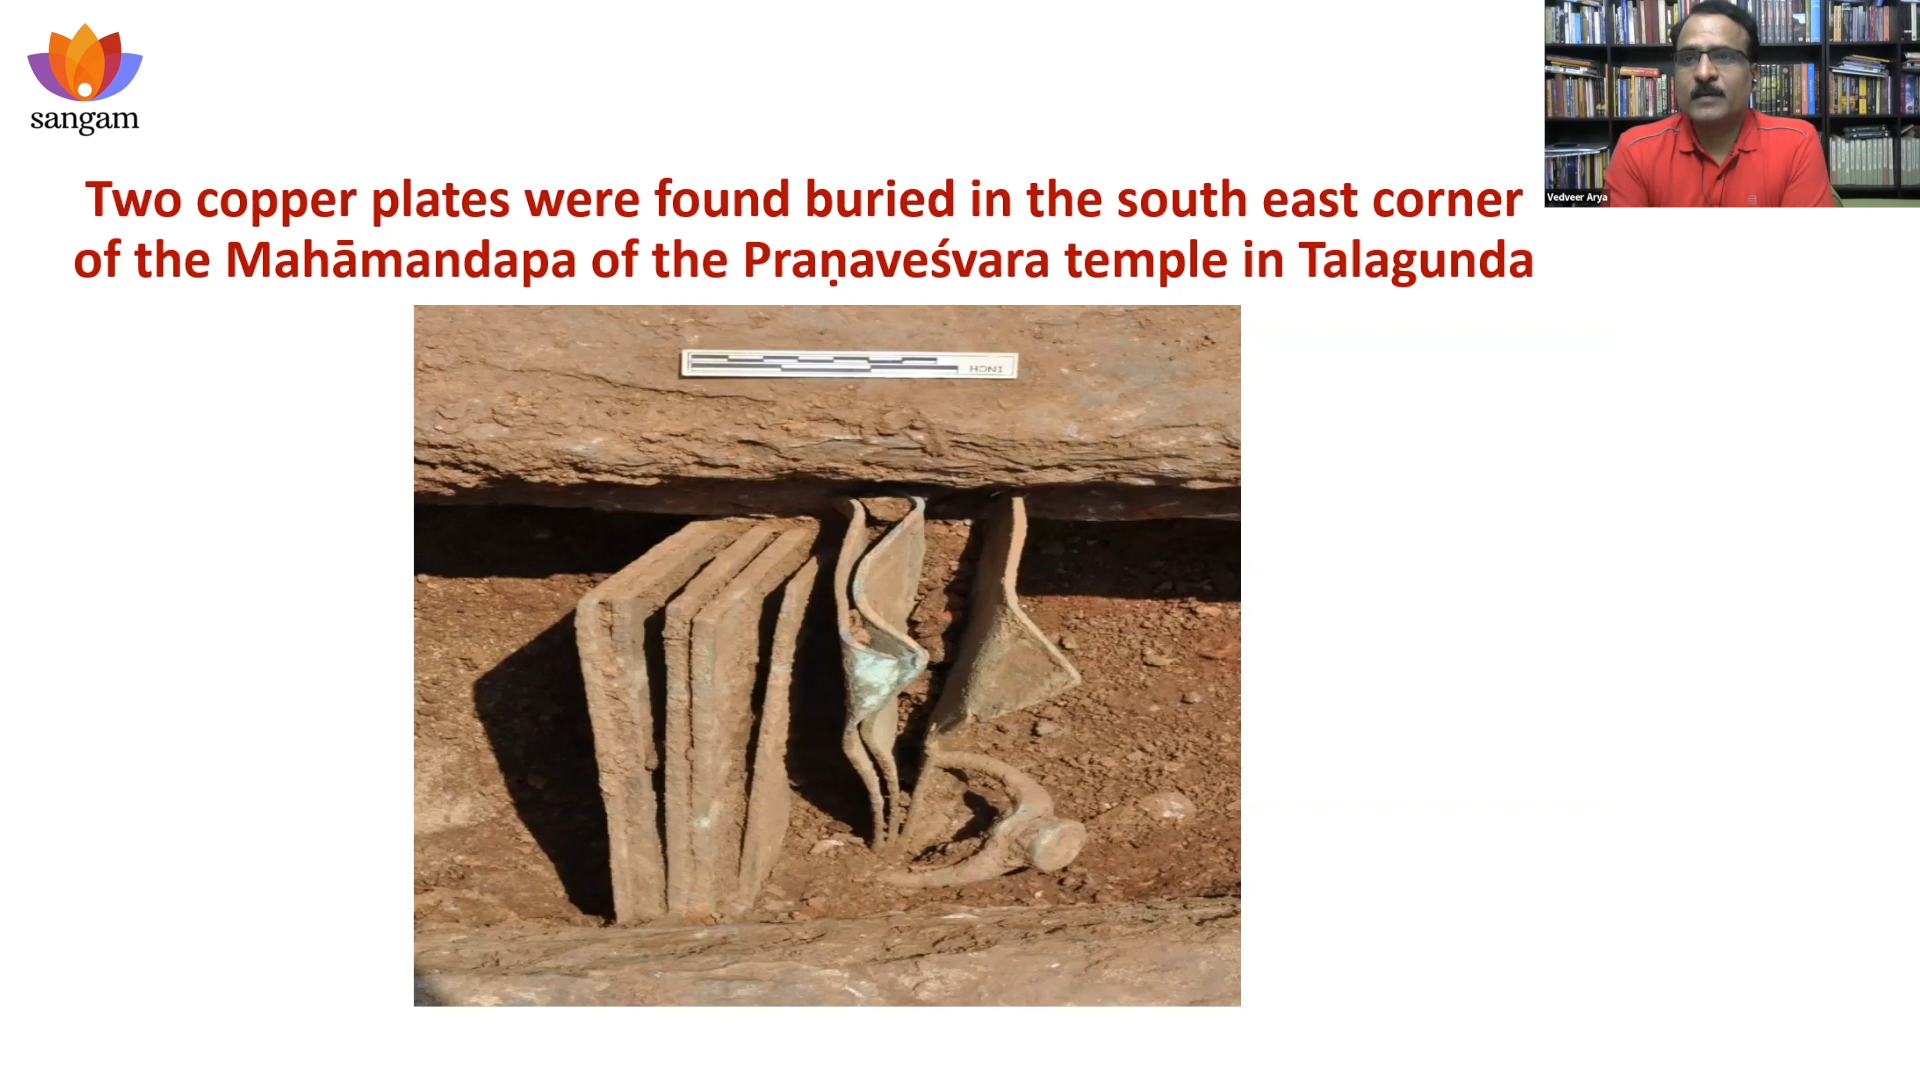 sangam
Two copper plates were found buried in the south east corner
of the Mahāmandapa of the Praṇaveśvara temple in Talagunda
Vedveer Arya
INCH